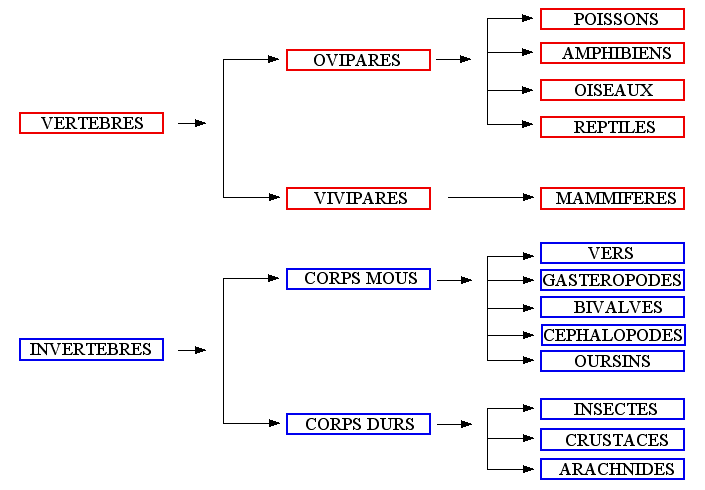 POISSONS
OVIPARES
AMPHIBIENS
OISEAUX
VERTEBRES
REPTILES
VIVIPARES
MAMMIFERES
VERS
CORPS MOUS
GASTEROPODES
BIVALVES
CEPHALOPODES
INVERTEBRES
OURSINS
INSECTES
CORPS DURS
CRUSTACES
ARACHNIDES